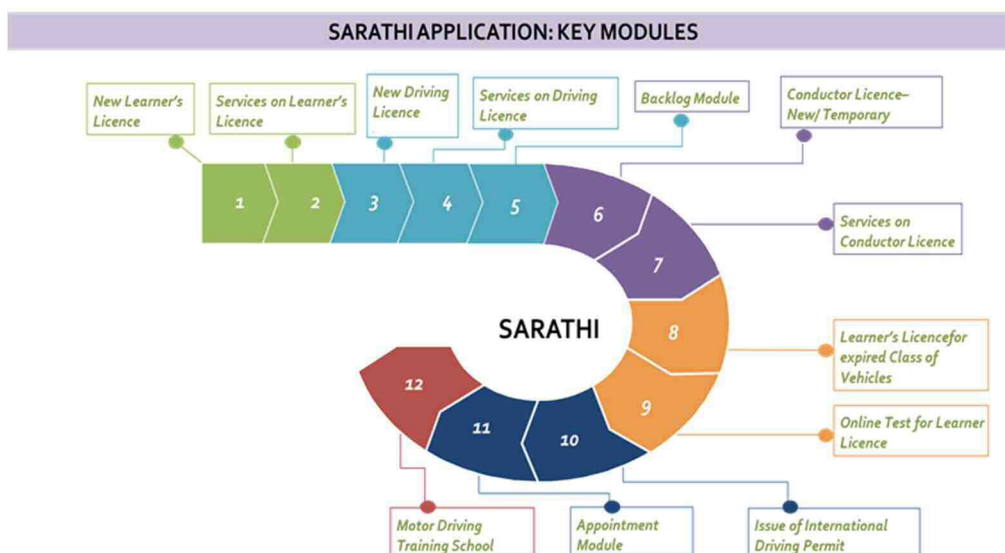 SARATHI APPLICATION: KEY MODULES
New Learner's
Licence
Services on Learner's
Licence
New Driving
Licence
Services on Driving
Licence
Backlog Module
Conductor Licence–
New/ Temporary
1
2
3
4
5
6
7
Services on
Conductor Licence
SARATHI
8
Learner's Licencefor
expired Class of
Vehicles
9
Online Test for Learner
Licence
10
11
12
Motor Driving
Training School
Appointment
Module
Issue of International
Driving Permit